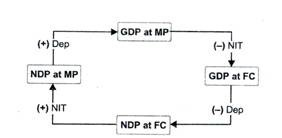 (+) Dep
GDP at MP
(–) NIT
NDP at MP
GDP at FC
(+) NIT
(–) Dep
NDP at FC